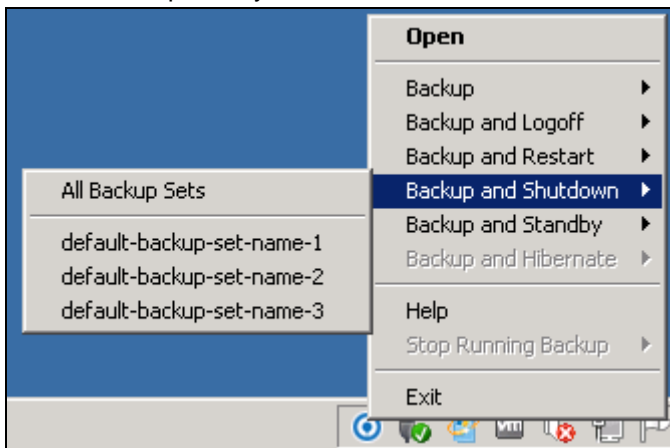 Open
Backup
Backup and Logoff
Backup and Restart
Backup and Shutdown
Backup and Standby
Backup and Hibernate
Help
Stop Running Backup
Exit
All Backup Sets
default-backup-set-name-1
default-backup-set-name-2
default-backup-set-name-3